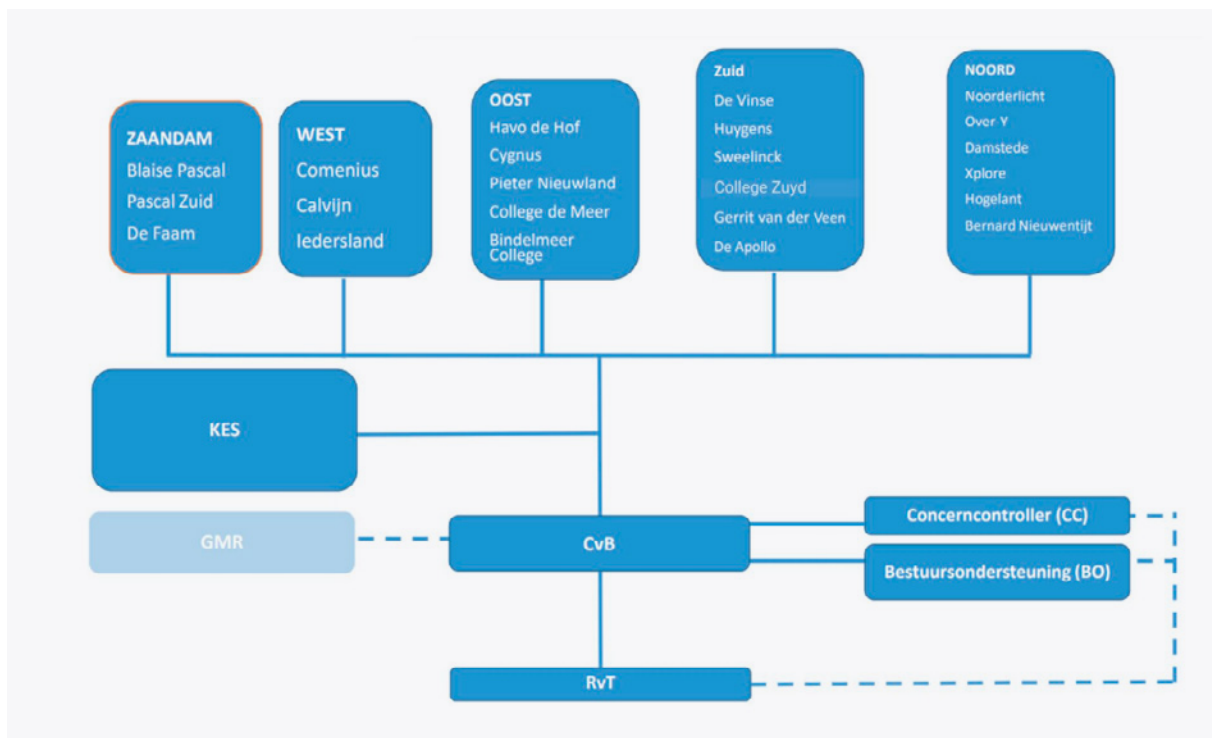 ZAANDAM
Blaise Pascal
Pascal Zuid
De Faam
WEST
Comenius
Calvijn
Iedersland
OOST
Havo de Hof
Cygnus
Pieter Nieuwland
College de Meer
Bindelmeer
College
Zuid
De Vinse
Huygens
Sweelinck
College Zuyd
Gerrit van der Veen
De Apollo
NOORD
Noorderlicht
Over-Y
Damstede
Xplore
Hogelant
Bernard Nieuwentijt
KES
GMR
CvB
Concerncontroller (CC)
Bestuursondersteuning (BO)
RvT